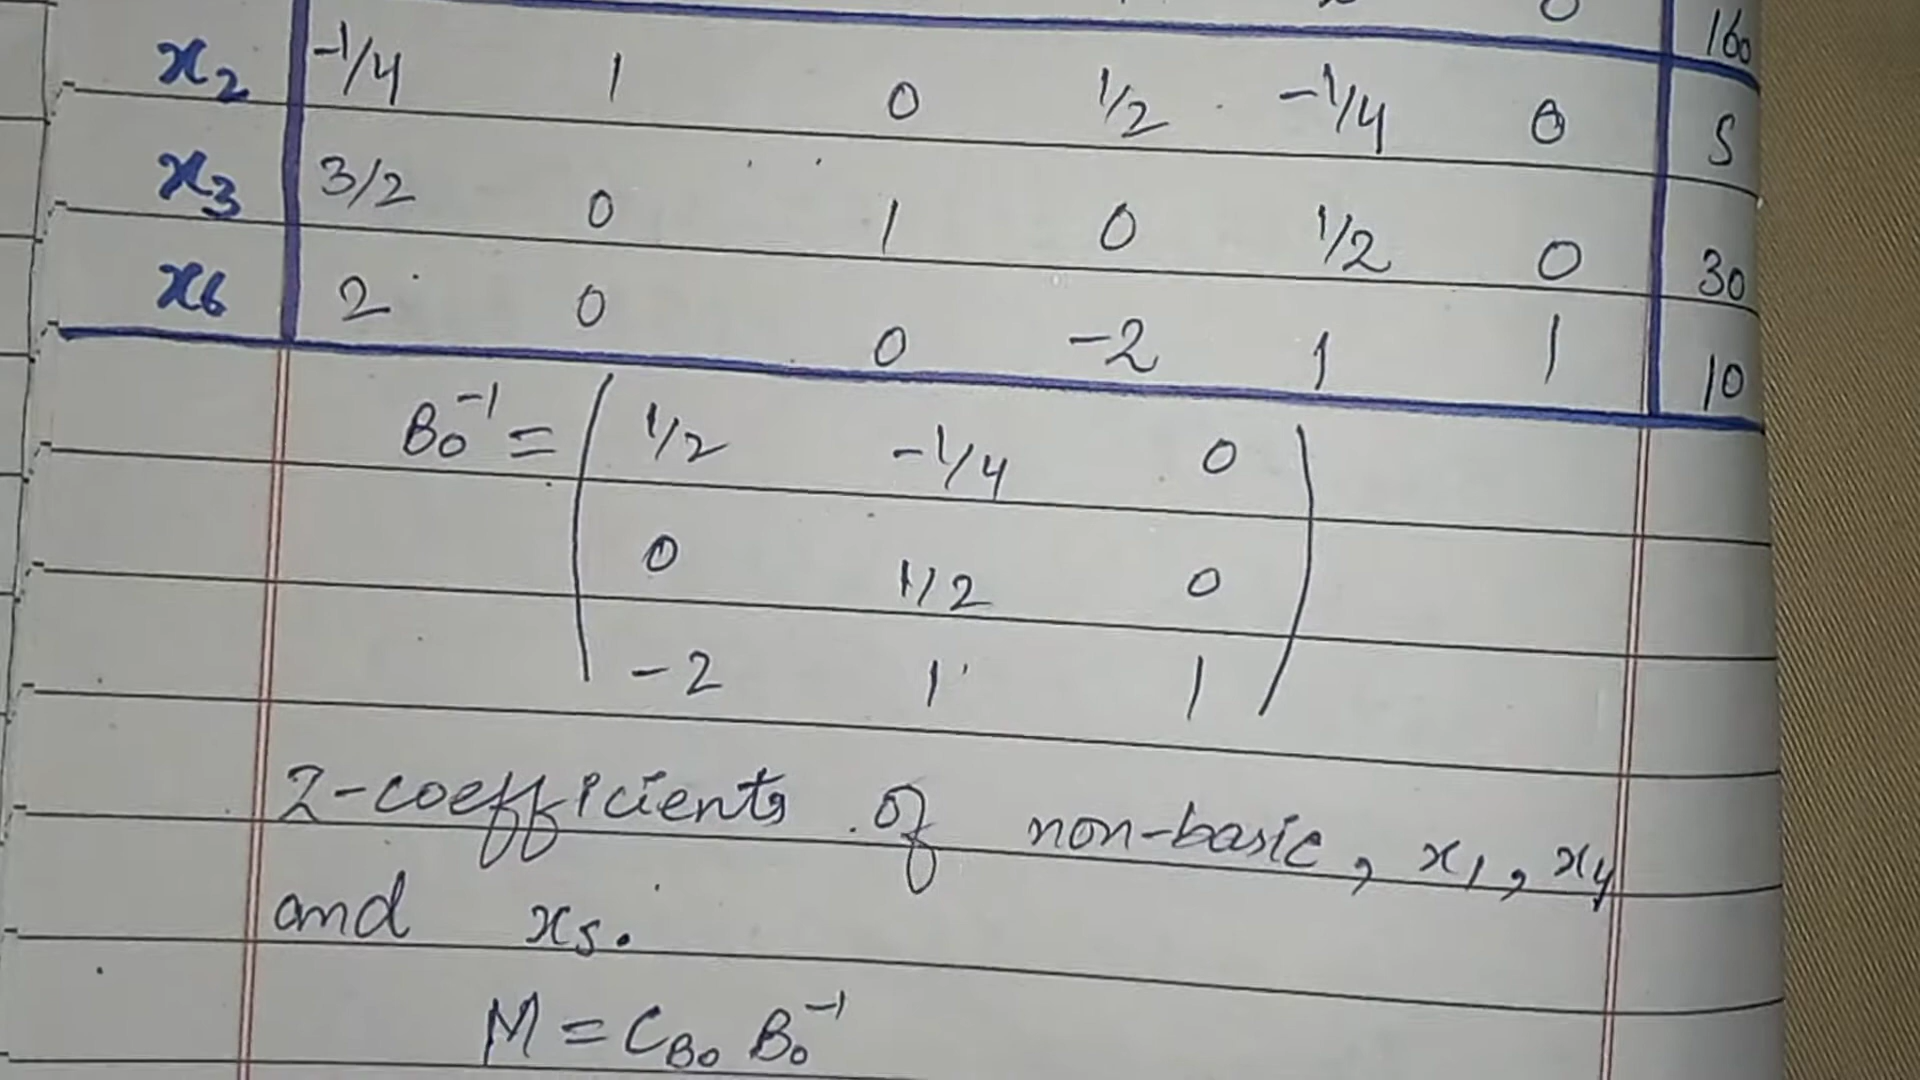 0 160
x2 -1/4 1 0 1/2 -1/4 0 5
x3 3/2 0 1 0 1/2 0 30
x6 2 0 0 -2 1 1 10
B0^-1 = ( 1/2 -1/4 0
0 1/2 0
-2 1 1 )
Z-coefficients of non-basic, x1, x4
and x5.
M = CB0 B0^-1